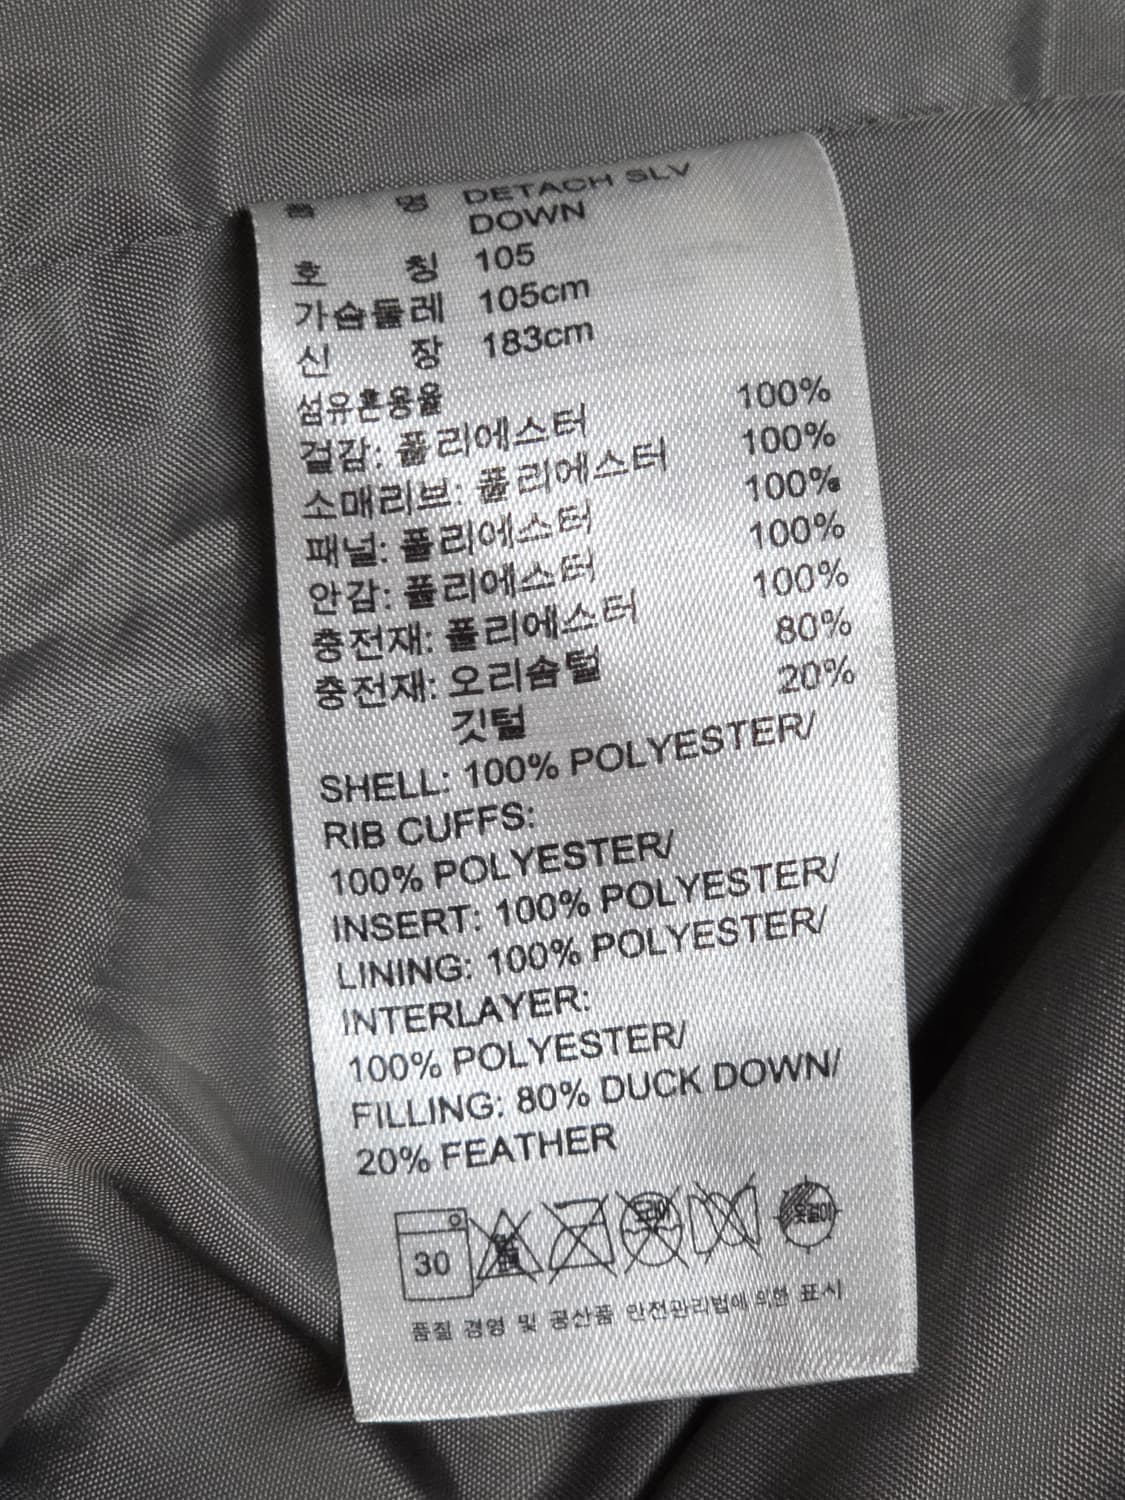 품 명 DETACH SLV
DOWN
호 칭 105
가슴둘레 105cm
신 장 183cm
섬유혼용율
겉감: 폴리에스터 100%
소매리브: 폴리에스터 100%
패널: 폴리에스터 100%
안감: 폴리에스터 100%
충전재: 폴리에스터 100%
충전재: 오리솜털 80%
깃털 20%
SHELL: 100% POLYESTER/
RIB CUFFS:
100% POLYESTER/
INSERT: 100% POLYESTER/
LINING: 100% POLYESTER/
INTERLAYER:
100% POLYESTER/
FILLING: 80% DUCK DOWN/
20% FEATHER
30 옷걸이
품질 경영 및 공산품 안전관리법에 의한 표시